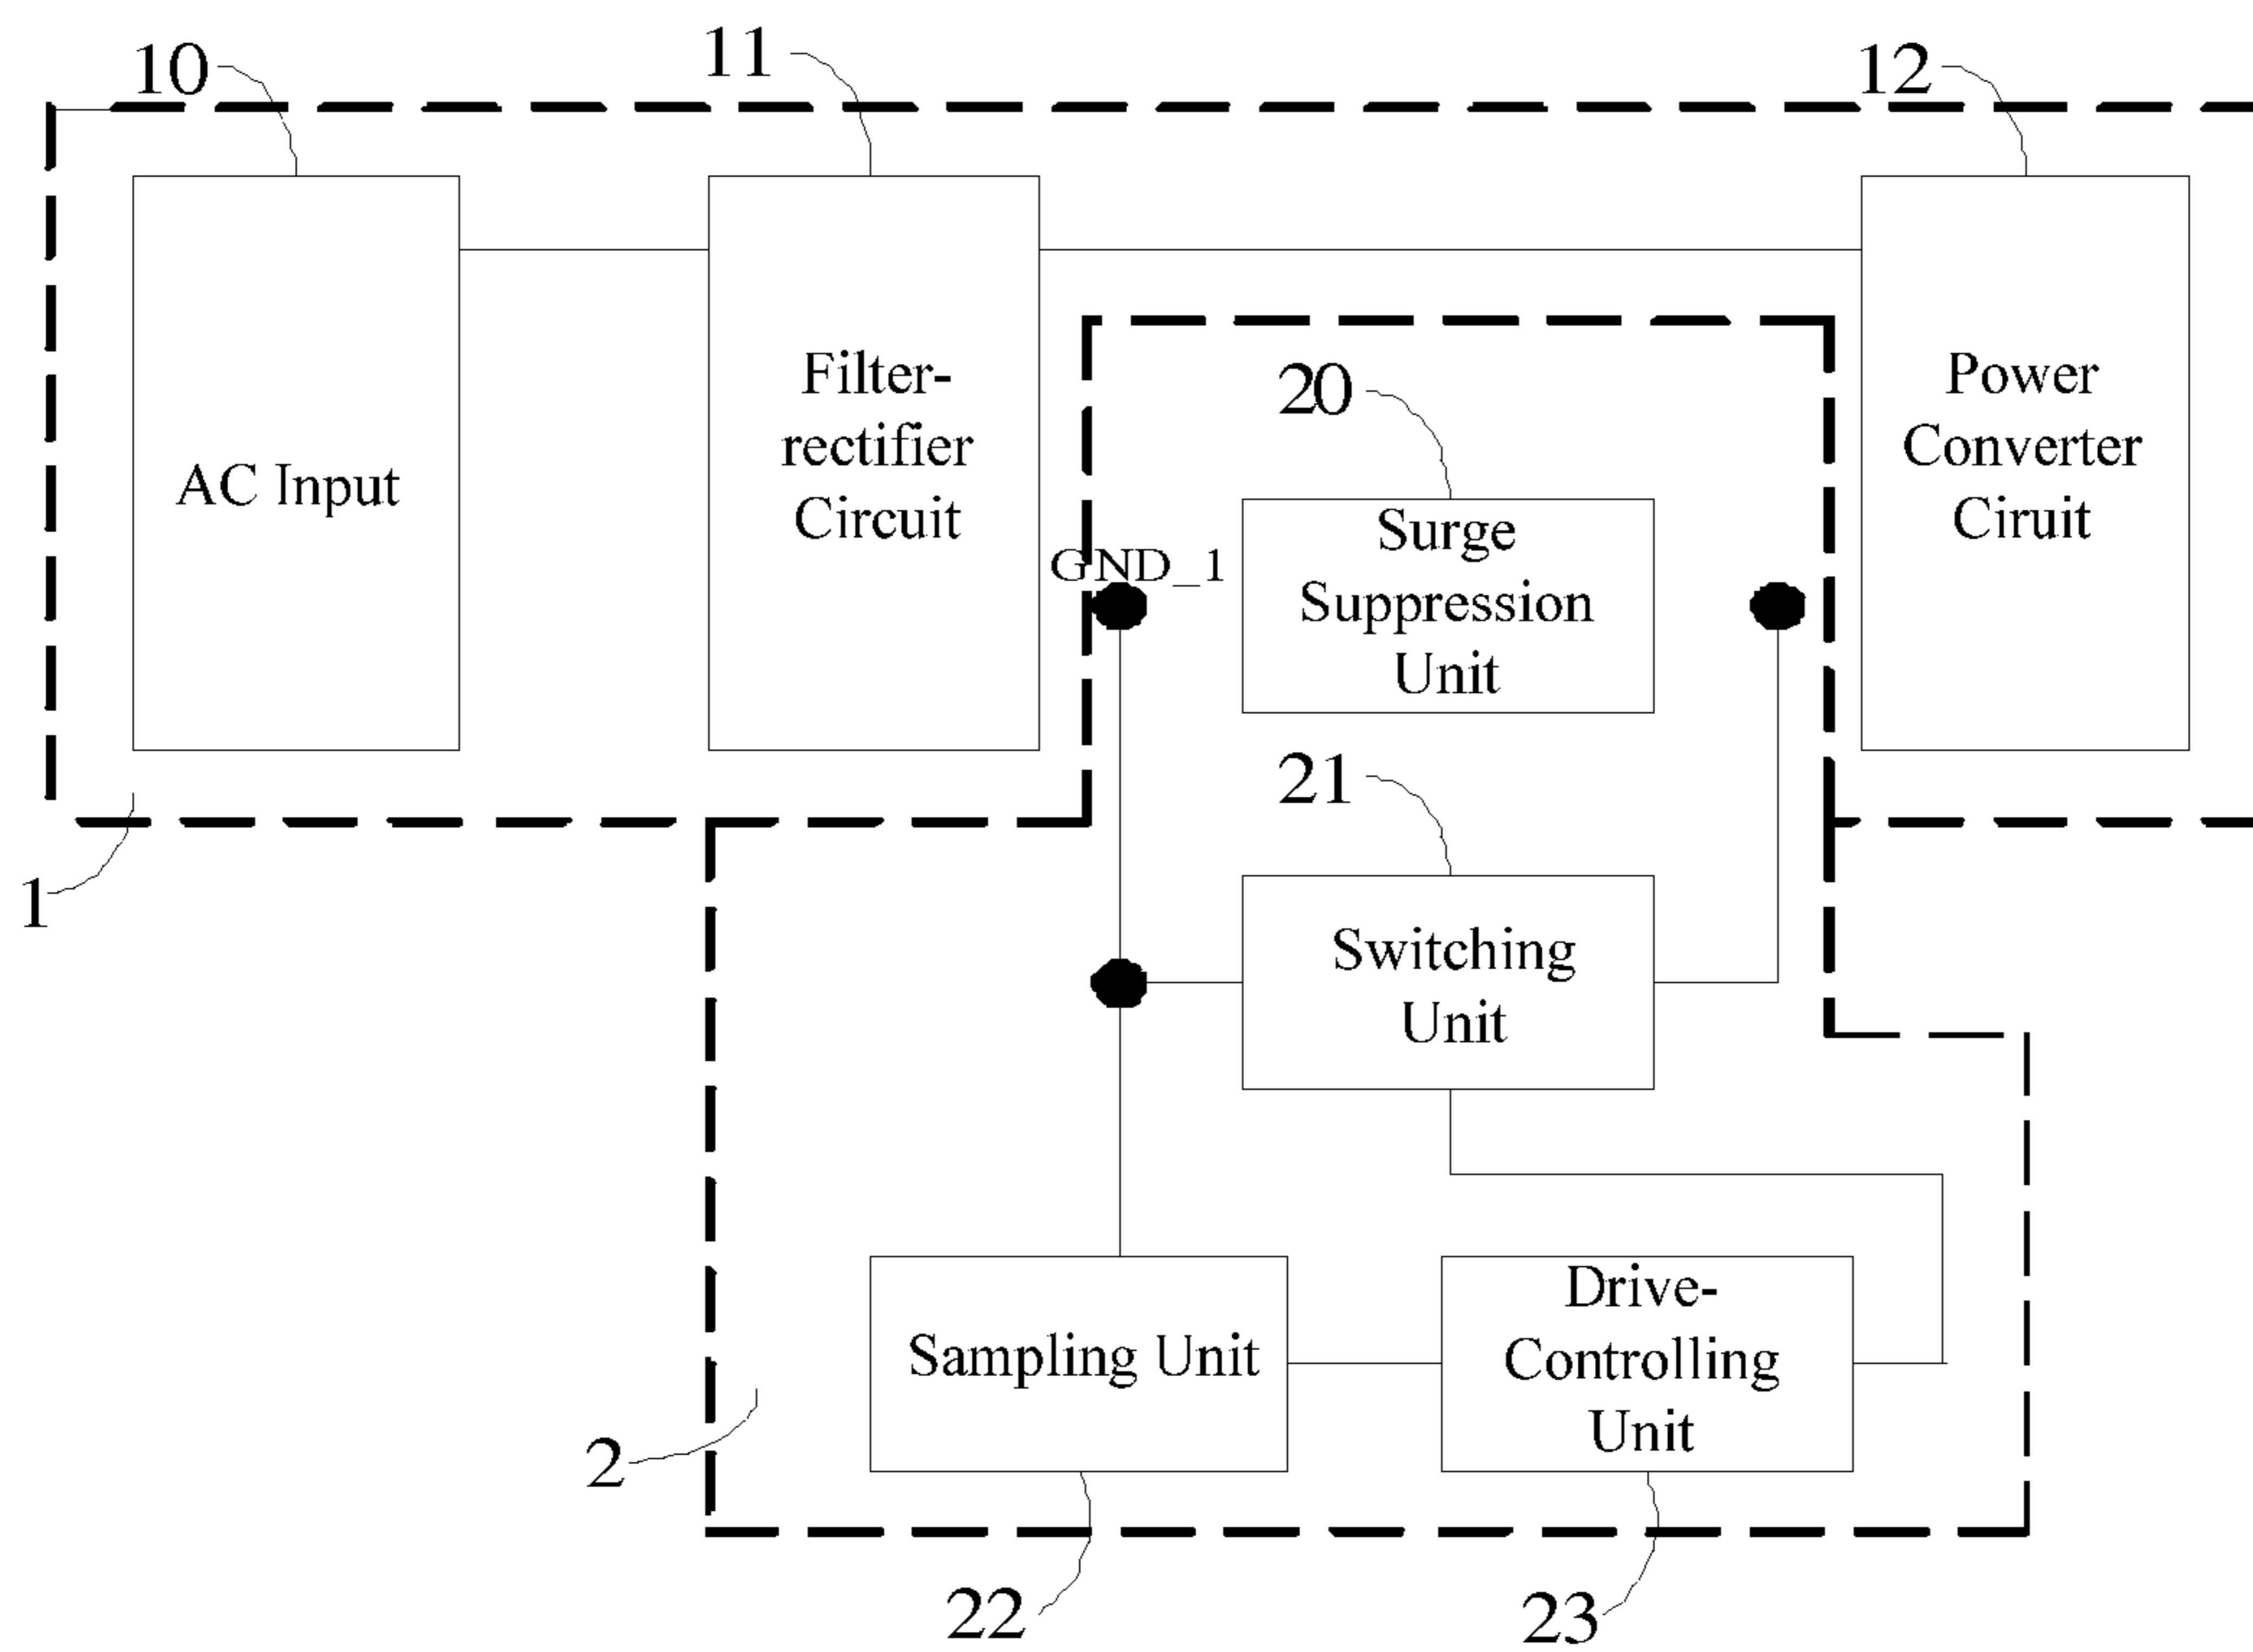 10
11
12
AC Input
Filter-
rectifier
Circuit
Power
Converter
Ciruit
20
GND_1
Surge
Suppression
Unit
21
1
Switching
Unit
Sampling Unit
Drive-
Controlling
Unit
2
22
23